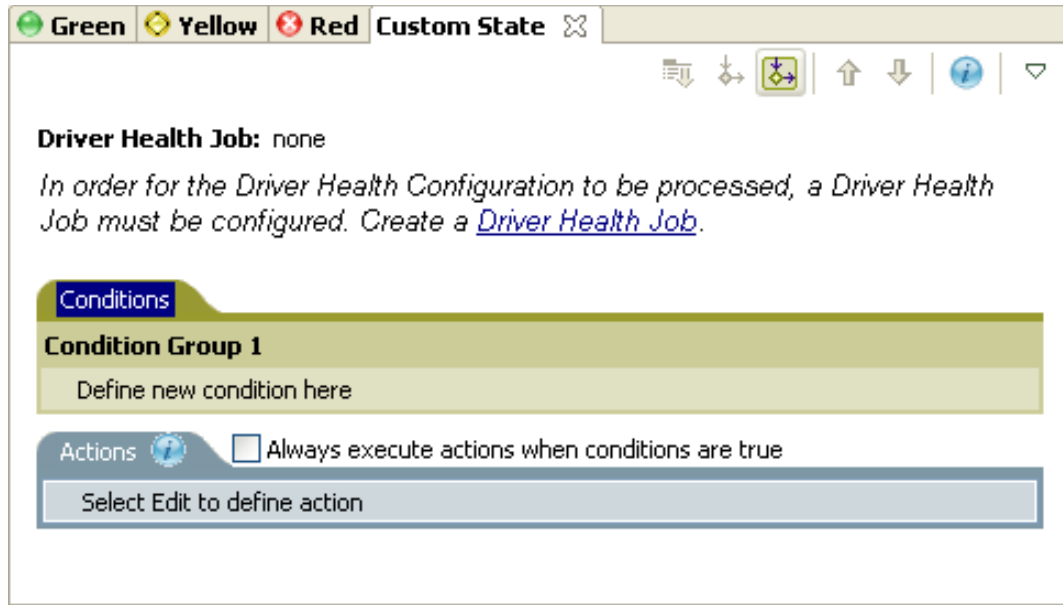 Green Yellow Red Custom State
Driver Health Job: none
In order for the Driver Health Configuration to be processed, a Driver Health
Job must be configured. Create a Driver Health Job.
Conditions
Condition Group 1
Define new condition here
Actions i Always execute actions when conditions are true
Select Edit to define action